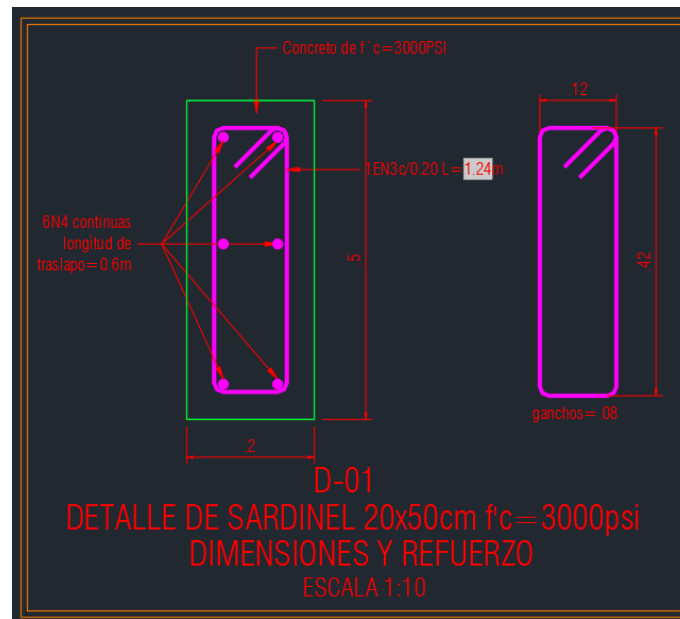 Concreto de f´c=3000PSI
.12
1EN3c/0.20 L=1.24m
6N4 contínuas
longitud de
traslapo=0.6m
.5
.42
ganchos= .08
.2
D-01
DETALLE DE SARDINEL 20x50cm f'c=3000psi
DIMENSIONES Y REFUERZO
ESCALA 1:10